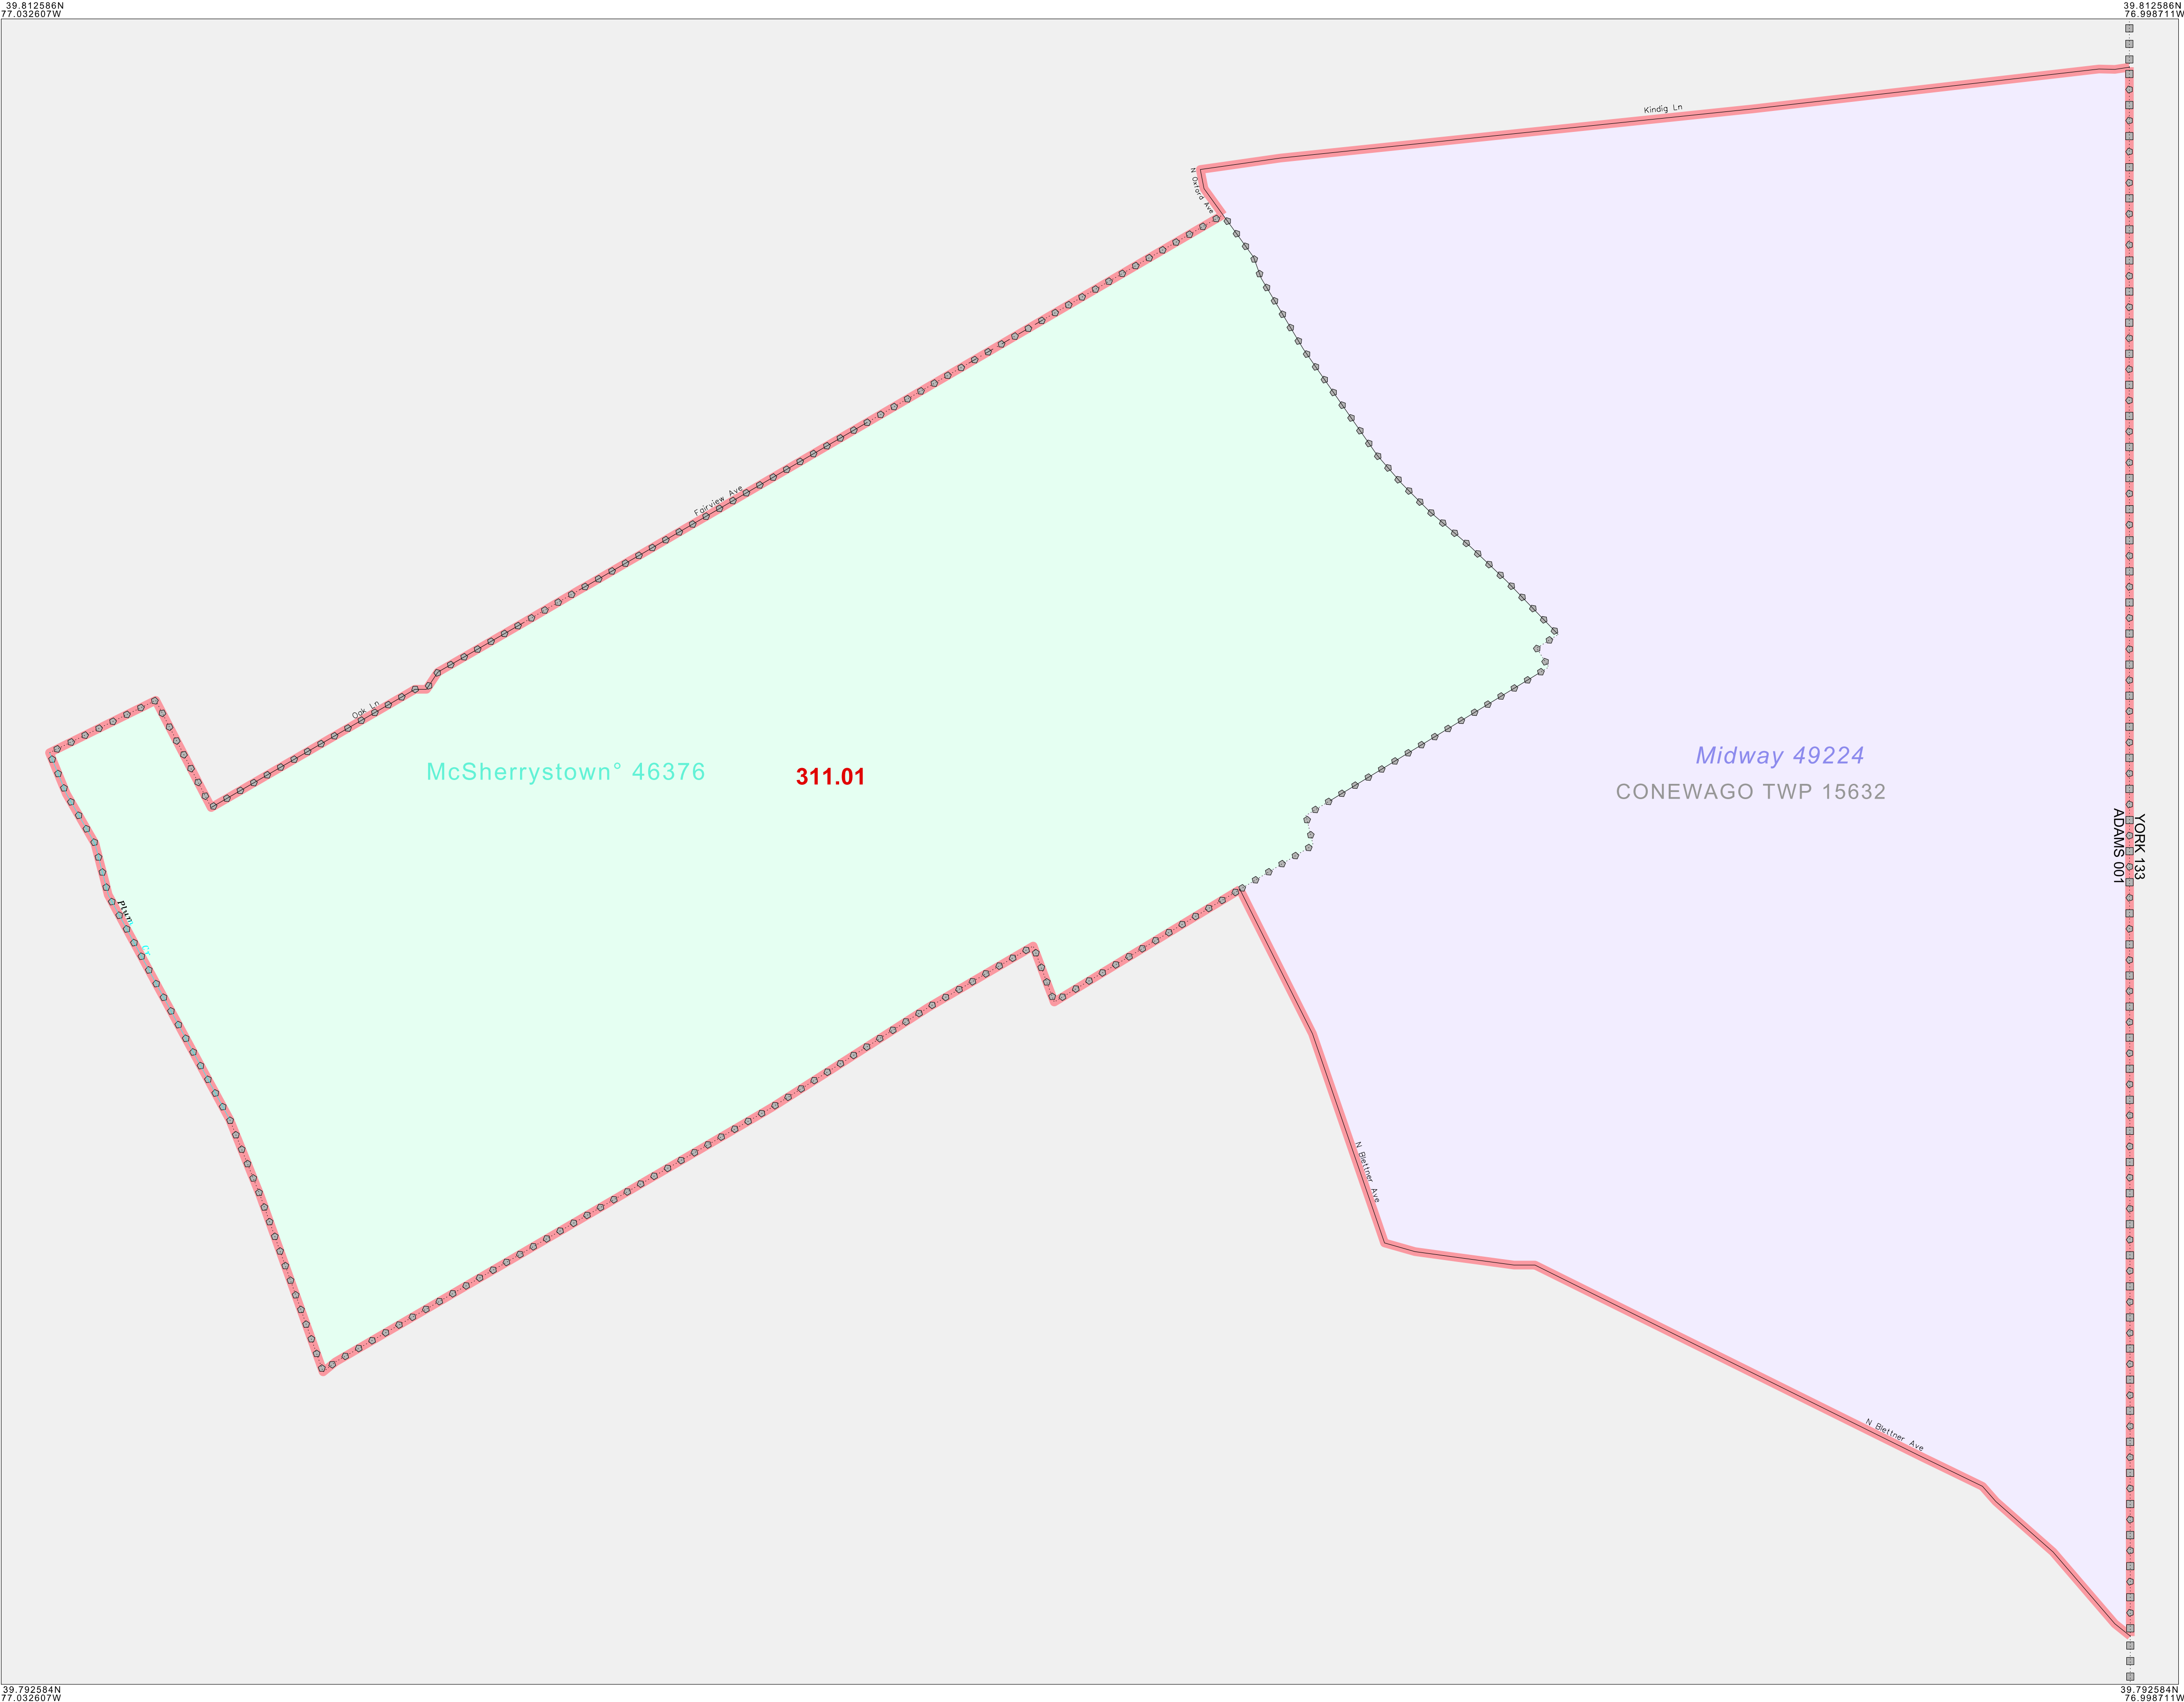 39.812586N
77.032607W
39.812586N
76.998711W
Kindig Ln
N Oxford Ave
Fairview Ave
Oak Ln
McSherrystown° 46376
311.01
Midway 49224
CONEWAGO TWP 15632
YORK 133
ADAMS 001
N Blettner Ave
N Blettner Ave
39.792584N
77.032607W
39.792584N
76.998711W